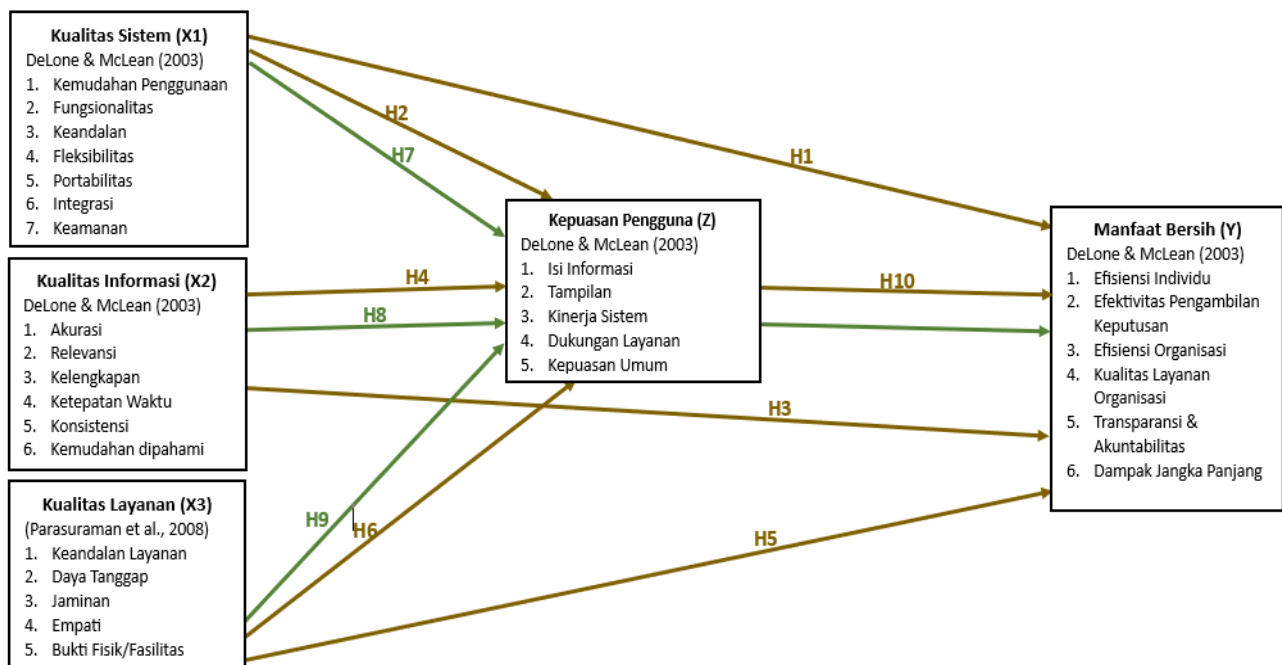 Kualitas Sistem (X1)
DeLone & McLean (2003)
1. Kemudahan Penggunaan
2. Fungsionalitas
3. Keandalan
4. Fleksibilitas
5. Portabilitas
6. Integrasi
7. Keamanan
Kualitas Informasi (X2)
DeLone & McLean (2003)
1. Akurasi
2. Relevansi
3. Kelengkapan
4. Ketepatan Waktu
5. Konsistensi
6. Kemudahan dipahami
Kualitas Layanan (X3)
(Parasuraman et al., 2008)
1. Keandalan Layanan
2. Daya Tanggap
3. Jaminan
4. Empati
5. Bukti Fisik/Fasilitas
H2
H7
H1
H4
H8
H9
H6
Kepuasan Pengguna (Z)
DeLone & McLean (2003)
1. Isi Informasi
2. Tampilan
3. Kinerja Sistem
4. Dukungan Layanan
5. Kepuasan Umum
H10
H3
H5
Manfaat Bersih (Y)
DeLone & McLean (2003)
1. Efisiensi Individu
2. Efektivitas Pengambilan
Keputusan
3. Efisiensi Organisasi
4. Kualitas Layanan
Organisasi
5. Transparansi &
Akuntabilitas
6. Dampak Jangka Panjang